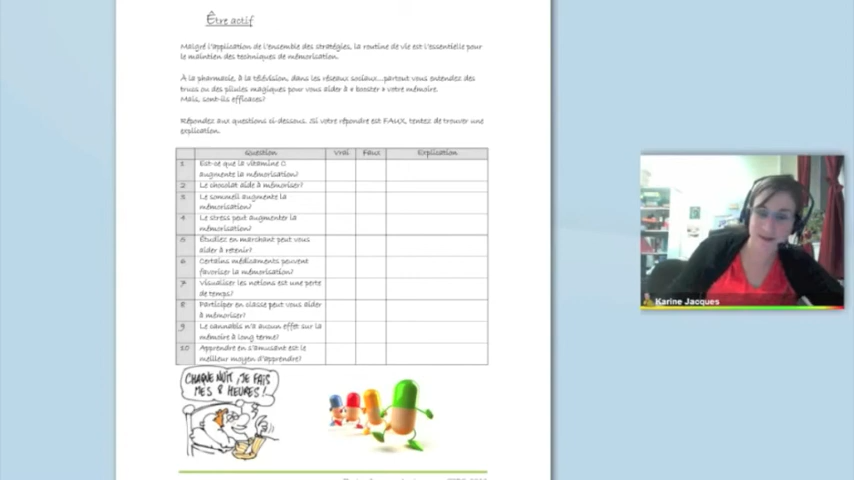 Être actif
Malgré l'application de l'ensemble des stratégies, la routine de vie est l'essentielle pour
le maintien des techniques de mémorisation.
À la pharmacie, à la télévision, dans les réseaux sociaux...partout vous entendez des
truss ou des pilules magiques pour vous aider à « booster » votre mémoire.
Mais, sont-ils efficaces?
Répondez aux questions si-dessous. Si votre répondre est FAUX, tentez de trouver une
explication.
Question Vrai Faux Explication
1 Est-ce que la vitamine C
augmente la mémorisation?
2 Le chocolat aide à mémoriser?
3 Le sommeil augmente la
mémorisation?
4 Le stress peut augmenter la
mémorisation?
5 Étudiez en marchant peut vous
aider à retenir?
6 Certains médicaments peuvent
favoriser la mémorisation?
7 Visualiser les notions est une perte
de temps?
8 Participer en classe peut vous aider
à mémoriser?
9 Le cannabis n'a aucun effet sur la
mémoire à long terme?
10 Apprendre en s'amusant est le
meilleur moyen d'apprendre?
CHAQUE NUIT, JE FAIS
MES 8 HEURES!
Karine Jacques